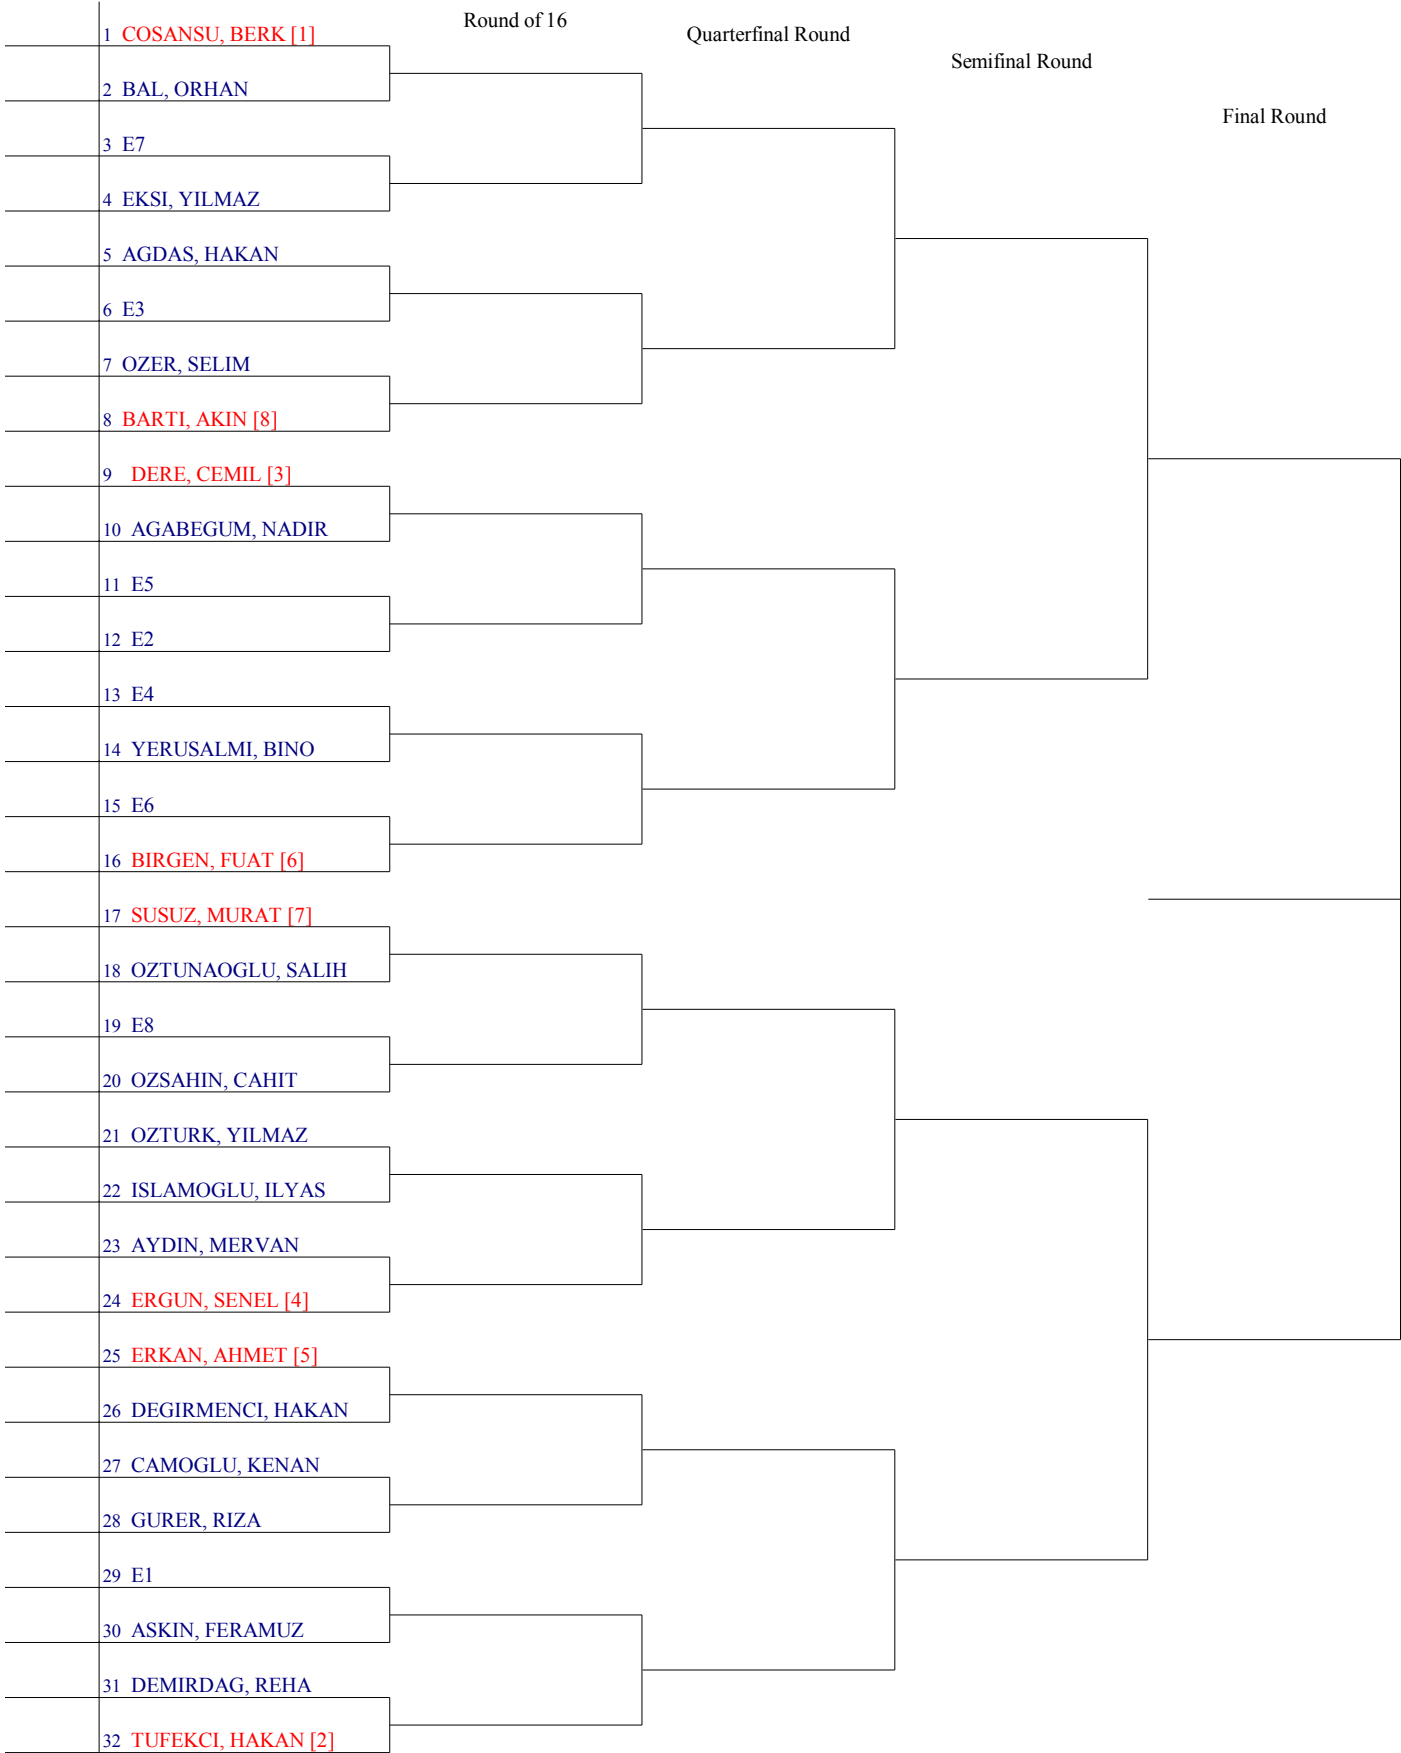 Round of 16
Quarterfinal Round
Semifinal Round
Final Round
1 COSANSU, BERK [1]
2 BAL, ORHAN
3 E7
4 EKSI, YILMAZ
5 AGDAS, HAKAN
6 E3
7 OZER, SELIM
8 BARTI, AKIN [8]
9 DERE, CEMIL [3]
10 AGABEGUM, NADIR
11 E5
12 E2
13 E4
14 YERUSALMI, BINO
15 E6
16 BIRGEN, FUAT [6]
17 SUSUZ, MURAT [7]
18 OZTUNAOGLU, SALIH
19 E8
20 OZSAHIN, CAHIT
21 OZTURK, YILMAZ
22 ISLAMOGLU, ILYAS
23 AYDIN, MERVAN
24 ERGUN, SENEL [4]
25 ERKAN, AHMET [5]
26 DEGIRMENCI, HAKAN
27 CAMOGLU, KENAN
28 GURER, RIZA
29 E1
30 ASKIN, FERAMUZ
31 DEMIRDAG, REHA
32 TUFEKCI, HAKAN [2]